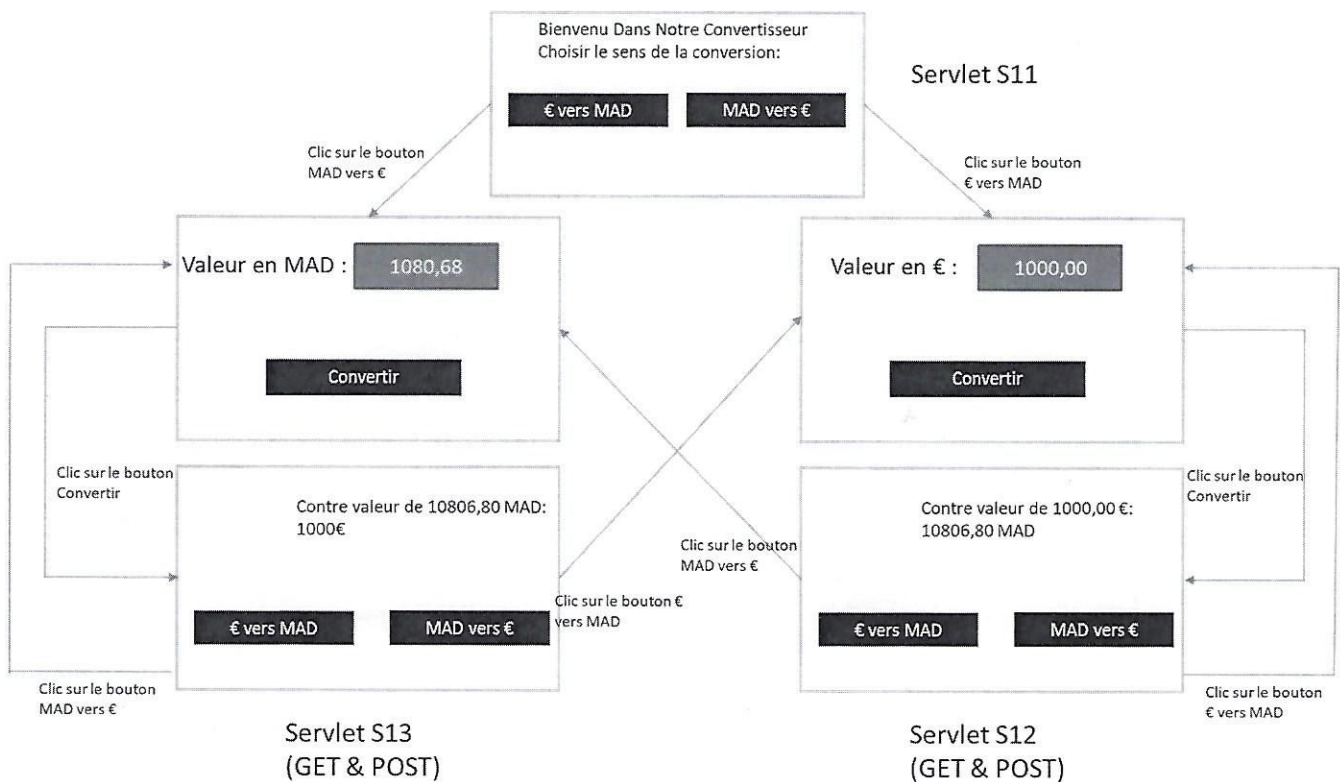 Bienvenu Dans Notre Convertisseur
Choisir le sens de la conversion:
Servlet S11
€ vers MAD
MAD vers €
Clic sur le bouton
MAD vers €
Clic sur le bouton
€ vers MAD
Valeur en MAD :
1080,68
Valeur en € :
1000,00
Convertir
Convertir
Clic sur le bouton
Convertir
Contre valeur de 10806,80 MAD:
1000€
Clic sur le bouton
MAD vers €
Contre valeur de 1000,00 €:
10806,80 MAD
Clic sur le bouton
Convertir
€ vers MAD
MAD vers €
Clic sur le bouton €
vers MAD
€ vers MAD
MAD vers €
Clic sur le bouton
MAD vers €
Clic sur le bouton
€ vers MAD
Servlet S13
(GET & POST)
Servlet S12
(GET & POST)